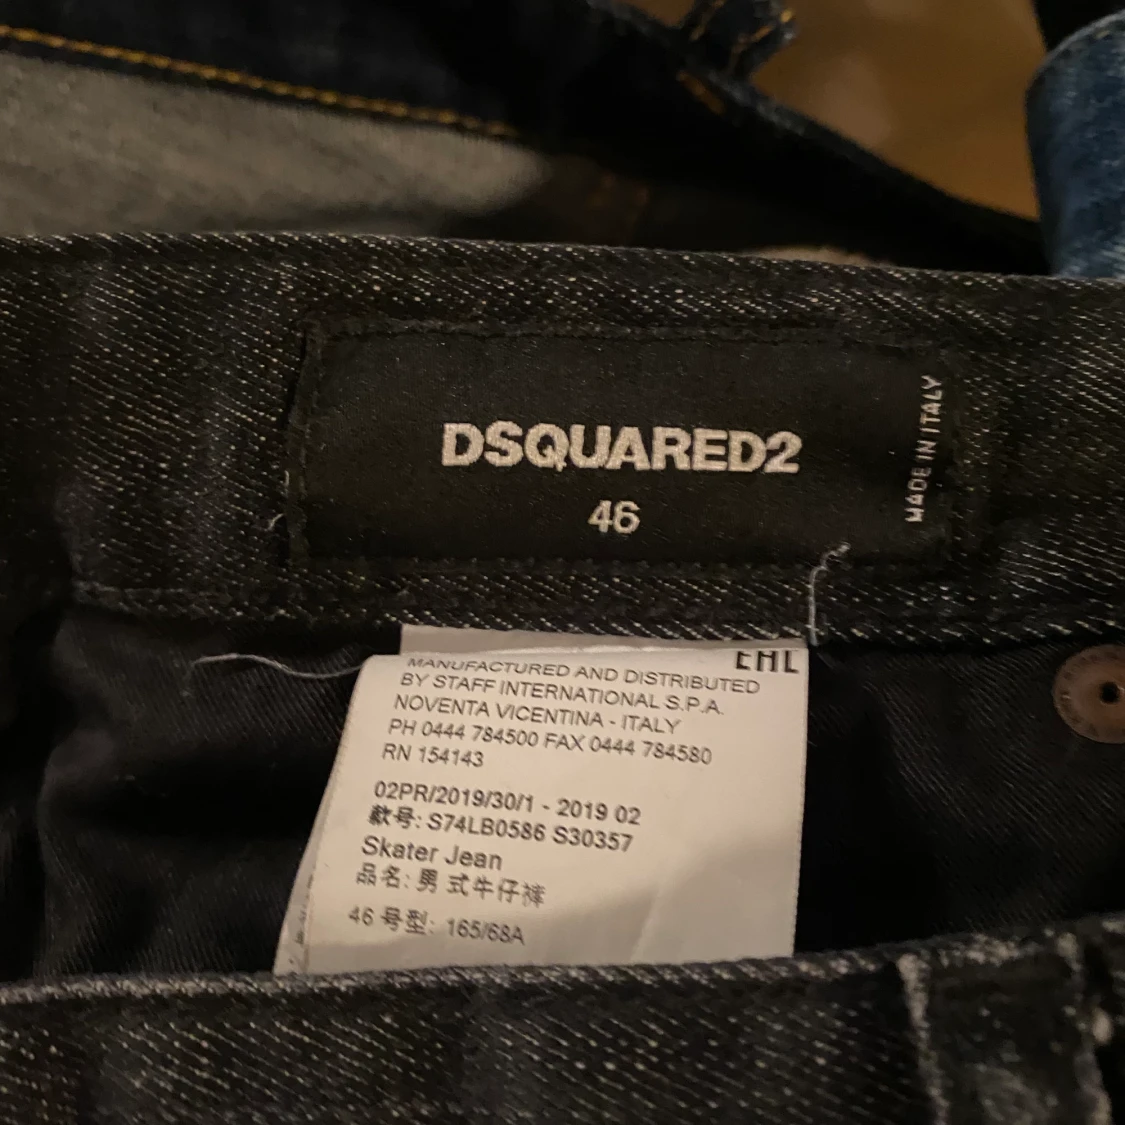 DSQUARED2
46
MADE IN ITALY
EAC
MANUFACTURED AND DISTRIBUTED
BY STAFF INTERNATIONAL S.P.A.
NOVENTA VICENTINA - ITALY
PH 0444 784500 FAX 0444 784580
RN 154143
02PR/2019/30/1 - 2019 02
款号: S74LB0586 S30357
Skater Jean
品名: 男 式牛仔裤
46 号型: 165/68A